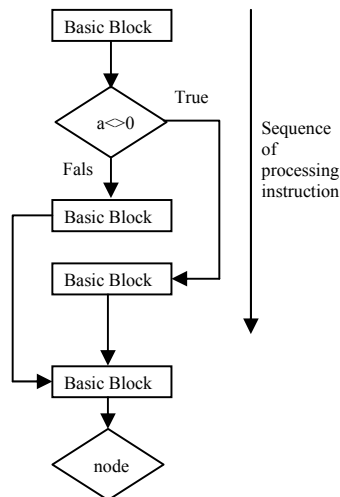 Basic Block
True
a<>0
Sequence
of
processing
instruction
Fals
Basic Block
Basic Block
Basic Block
node